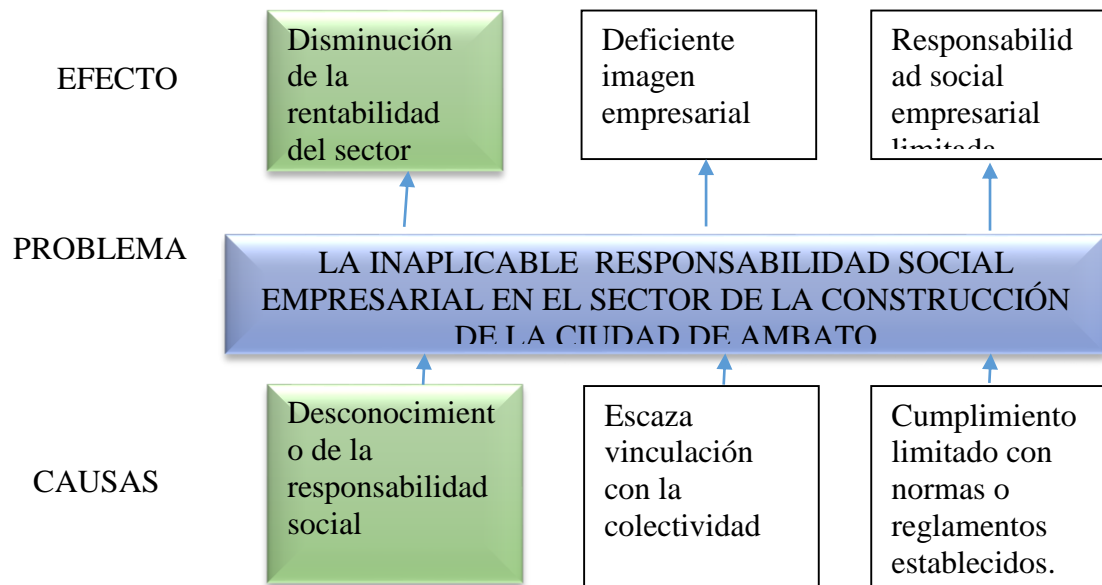 EFECTO
Disminución
de la
rentabilidad
del sector
Deficiente
imagen
empresarial
Responsabilid
ad social
empresarial
limitada
PROBLEMA
LA INAPLICABLE RESPONSABILIDAD SOCIAL
EMPRESARIAL EN EL SECTOR DE LA CONSTRUCCIÓN
DE LA CIUDAD DE AMBATO
CAUSAS
Desconocimient
o de la
responsabilidad
social
Escaza
vinculación
con la
colectividad
Cumplimiento
limitado con
normas o
reglamentos
establecidos.